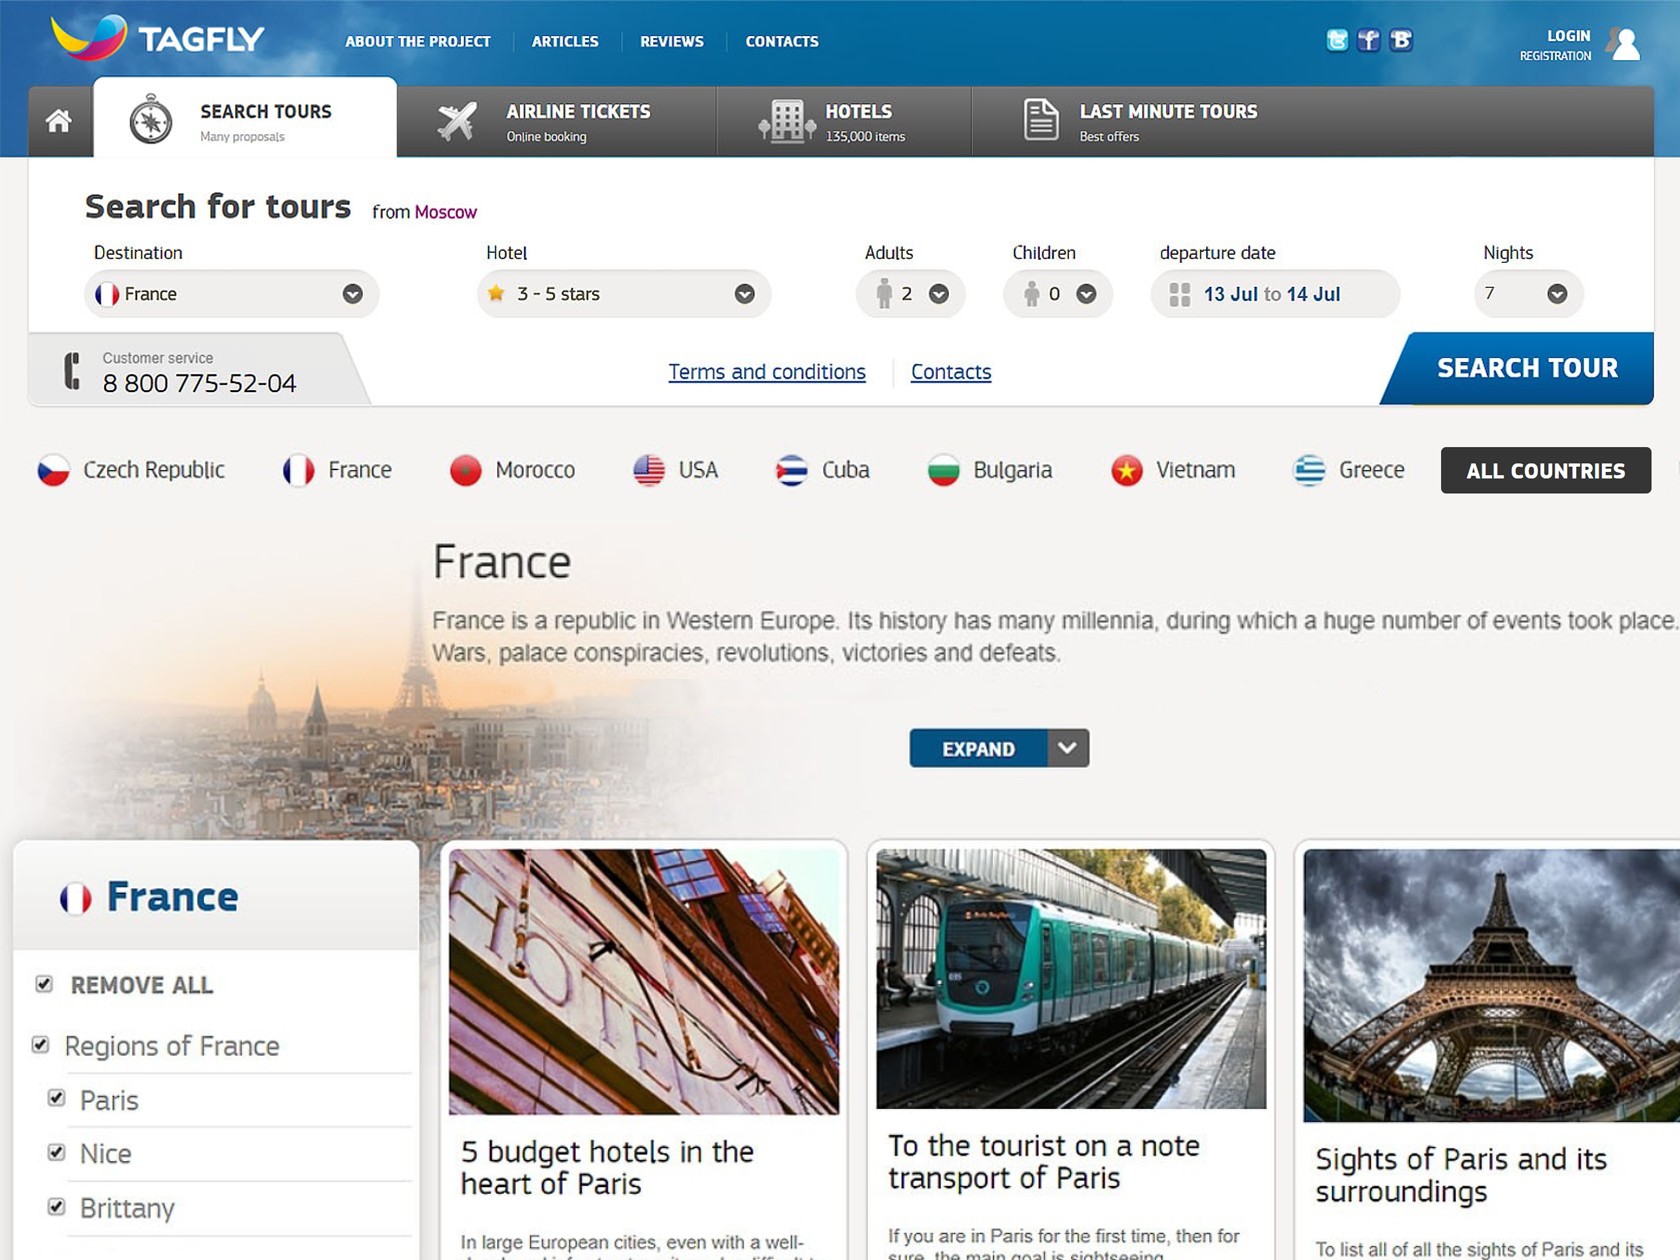 TAGFLY
ABOUT THE PROJECT
ARTICLES
REVIEWS
CONTACTS
LOGIN
REGISTRATION
SEARCH TOURS
Many proposals
AIRLINE TICKETS
Online booking
HOTELS
135,000 items
LAST MINUTE TOURS
Best offers
Search for tours from Moscow
Destination
Hotel
Adults
Children
departure date
Nights
France
3 - 5 stars
2
0
13 Jul to 14 Jul
7
Customer service
8 800 775-52-04
Terms and conditions
Contacts
SEARCH TOUR
Czech Republic
France
Morocco
USA
Cuba
Bulgaria
Vietnam
Greece
ALL COUNTRIES
France
France is a republic in Western Europe. Its history has many millennia, during which a huge number of events took place.
Wars, palace conspiracies, revolutions, victories and defeats.
EXPAND
France
REMOVE ALL
Regions of France
Paris
Nice
Brittany
HOTEL
5 budget hotels in the
heart of Paris
In large European cities, even with a well-
095
To the tourist on a note
transport of Paris
If you are in Paris for the first time, then for
sure, the main goal is sightseeing
Sights of Paris and its
surroundings
To list all of all the sights of Paris and its